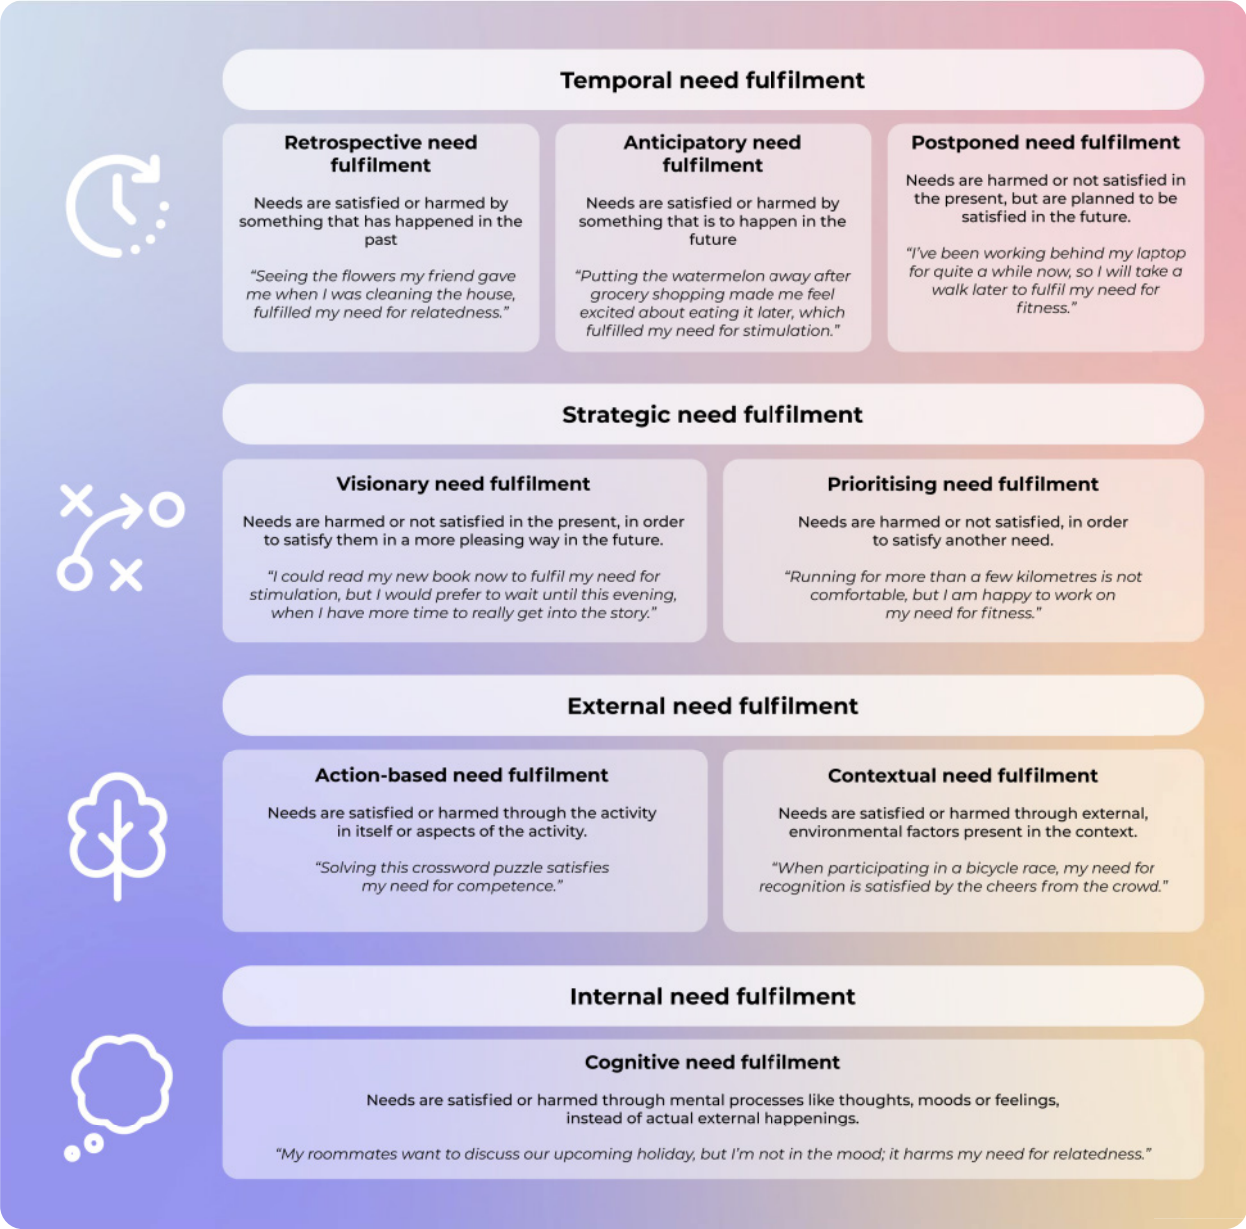 Temporal need fulfilment
Retrospective need
fulfilment
Needs are satisfied or harmed by
something that has happened in the
past
“Seeing the flowers my friend gave
me when I was cleaning the house,
fulfilled my need for relatedness.”
Anticipatory need
fulfilment
Needs are satisfied or harmed by
something that is to happen in the
future
“Putting the watermelon away after
grocery shopping made me feel
excited about eating it later, which
fulfilled my need for stimulation.”
Postponed need fulfilment
Needs are harmed or not satisfied in
the present, but are planned to be
satisfied in the future.
“I’ve been working behind my laptop
for quite a while now, so I will take a
walk later to fulfil my need for
fitness.”
Strategic need fulfilment
Visionary need fulfilment
Needs are harmed or not satisfied in the present, in order
to satisfy them in a more pleasing way in the future.
“I could read my new book now to fulfil my need for
stimulation, but I would prefer to wait until this evening,
when I have more time to really get into the story.”
Prioritising need fulfilment
Needs are harmed or not satisfied, in order
to satisfy another need.
“Running for more than a few kilometres is not
comfortable, but I am happy to work on
my need for fitness.”
External need fulfilment
Action-based need fulfilment
Needs are satisfied or harmed through the activity
in itself or aspects of the activity.
“Solving this crossword puzzle satisfies
my need for competence.”
Contextual need fulfilment
Needs are satisfied or harmed through external,
environmental factors present in the context.
“When participating in a bicycle race, my need for
recognition is satisfied by the cheers from the crowd.”
Internal need fulfilment
Cognitive need fulfilment
Needs are satisfied or harmed through mental processes like thoughts, moods or feelings,
instead of actual external happenings.
“My roommates want to discuss our upcoming holiday, but I’m not in the mood; it harms my need for relatedness.”